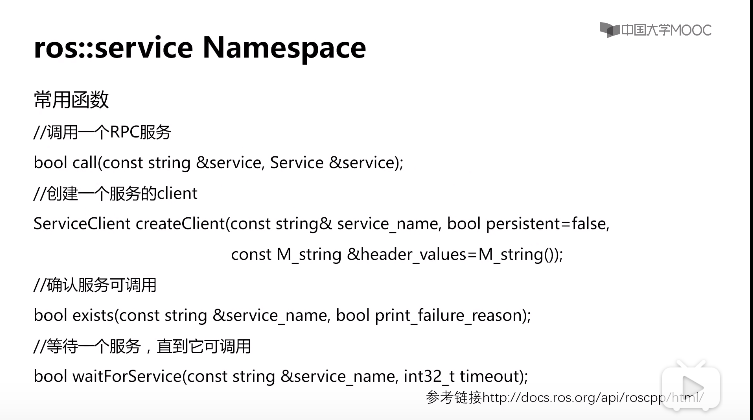 ros::service Namespace
中国大学MOOC
常用函数
//调用一个RPC服务
bool call(const string &service, Service &service);
//创建一个服务的client
ServiceClient createClient(const string& service_name, bool persistent=false,
const M_string &header_values=M_string());
//确认服务可调用
bool exists(const string &service_name, bool print_failure_reason);
//等待一个服务，直到它可调用
bool waitForService(const string &service_name, int32_t timeout);
参考链接http://docs.ros.org/api/roscpp/html/